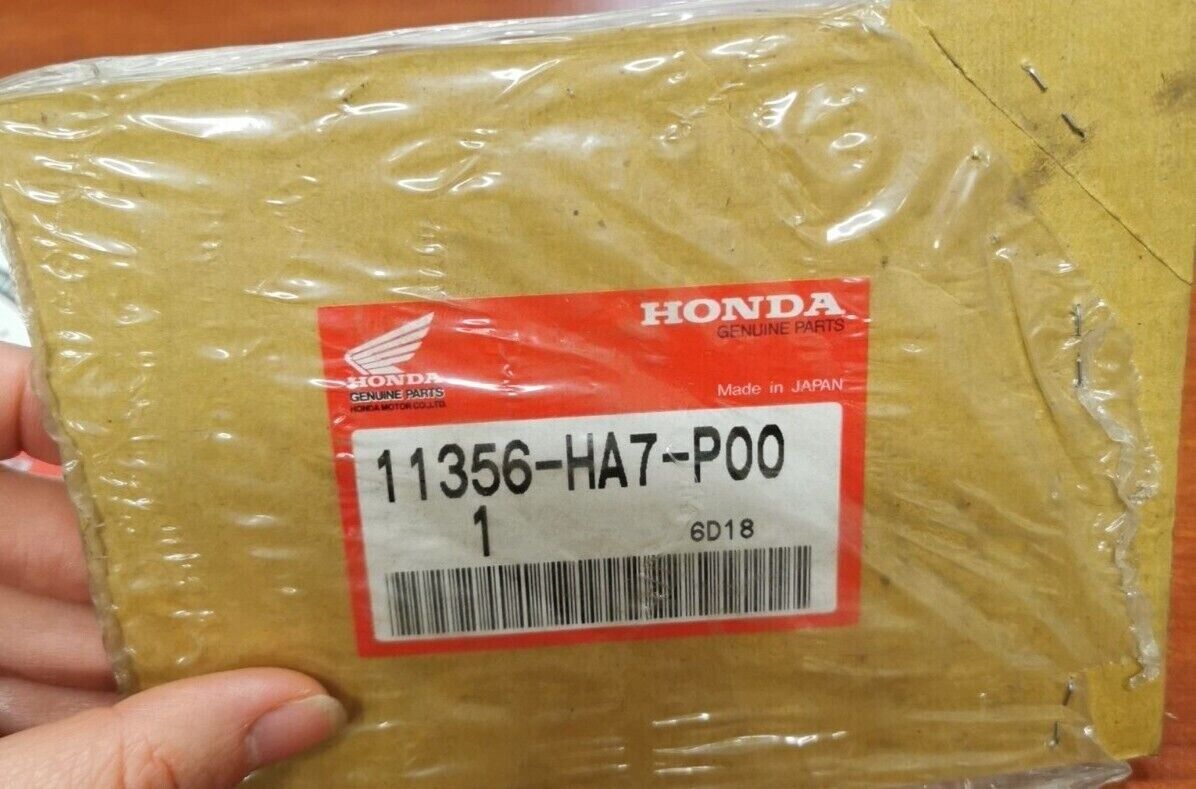 HONDA
GENUINE PARTS
HONDA
GENUINE PARTS
HONDA MOTOR CO.,LTD.
Made in JAPAN
11356-HA7-P00
1 6D18